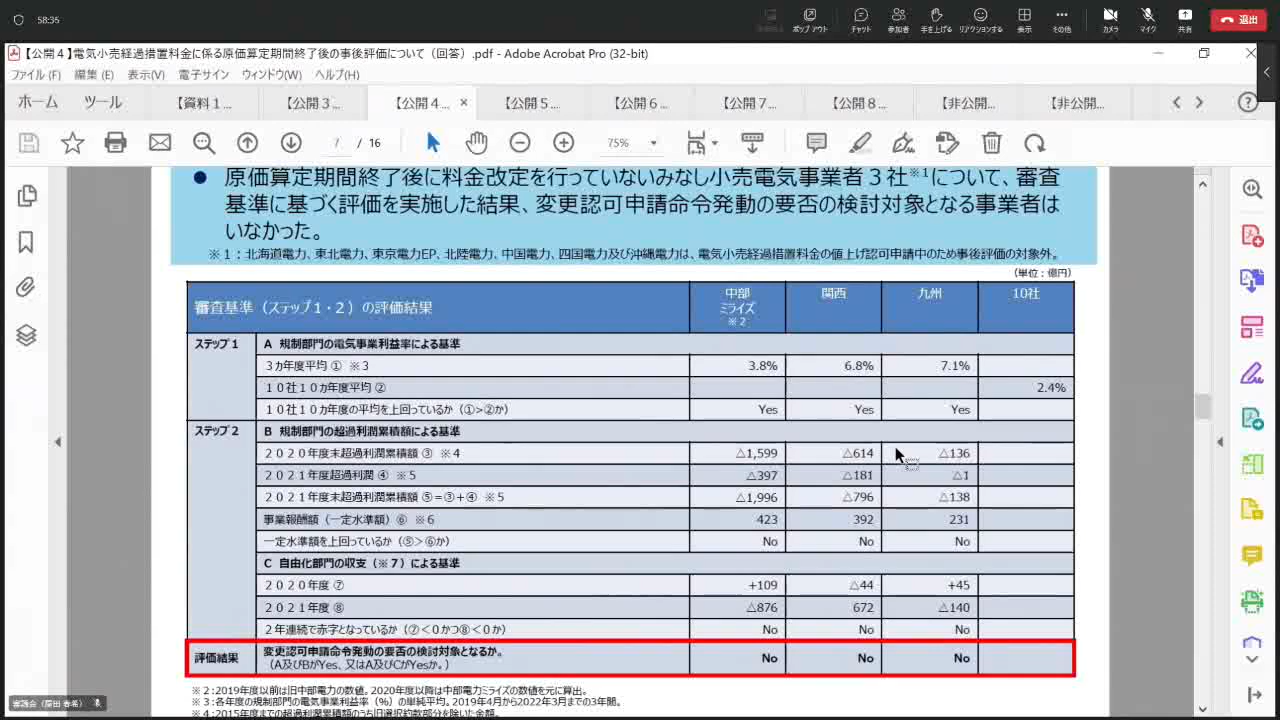 58:35
ポップ アウト チャット 参加者 手を上げる リアクションする 表示 その他 カメラ マイク 共有 退出
【公開４】電気小売経過措置料金に係る原価算定期間終了後の事後評価について（回答）.pdf - Adobe Acrobat Pro (32-bit)
ファイル(F) 編集(E) 表示(V) 電子サイン ウィンドウ(W) ヘルプ(H)
ホーム ツール 【資料１... 【公開３... 【公開４... × 【公開５... 【公開６... 【公開７... 【公開８... 【非公開... 【非公開...
7 / 16 75%
● 原価算定期間終了後に料金改定を行っていないみなし小売電気事業者３社※1について、審査
基準に基づく評価を実施した結果、変更認可申請命令発動の要否の検討対象となる事業者は
いなかった。
※１：北海道電力、東北電力、東京電力EP、北陸電力、中国電力、四国電力及び沖縄電力は、電気小売経過措置料金の値上げ認可申請中のため事後評価の対象外。
（単位：億円）
審査基準（ステップ１・２）の評価結果 中部ミライズ※２ 関西 九州 10社
ステップ１ A 規制部門の電気事業利益率による基準
３カ年度平均 ① ※３ 3.8% 6.8% 7.1%
１０社１０カ年度平均 ② 2.4%
１０社１０カ年度の平均を上回っているか（①>②か） Yes Yes Yes
ステップ２ B 規制部門の超過利潤累積額による基準
２０２０年度末超過利潤累積額 ③ ※４ △1,599 △614 △136
２０２１年度超過利潤 ④ ※５ △397 △181 △1
２０２１年度末超過利潤累積額 ⑤＝③＋④ ※５ △1,996 △796 △138
事業報酬額（一定水準額）⑥ ※６ 423 392 231
一定水準額を上回っているか（⑤>⑥か） No No No
C 自由化部門の収支（※７）による基準
２０２０年度 ⑦ +109 △44 +45
２０２１年度 ⑧ △876 672 △140
２年連続で赤字となっているか（⑦＜０かつ⑧＜０か） No No No
評価結果 変更認可申請命令発動の要否の検討対象となるか。
（A及びBがYes、又はA及びCがYesか。） No No No
※２:2019年度以前は旧中部電力の数値。2020年度以降は中部電力ミライズの数値を元に算出。
※３：各年度の規制部門の電気事業利益率（%）の単純平均。2019年4月から2022年3月までの3年間。
※４：2015年度までの超過利潤累積額のうち旧選択約款部分を除いた金額。